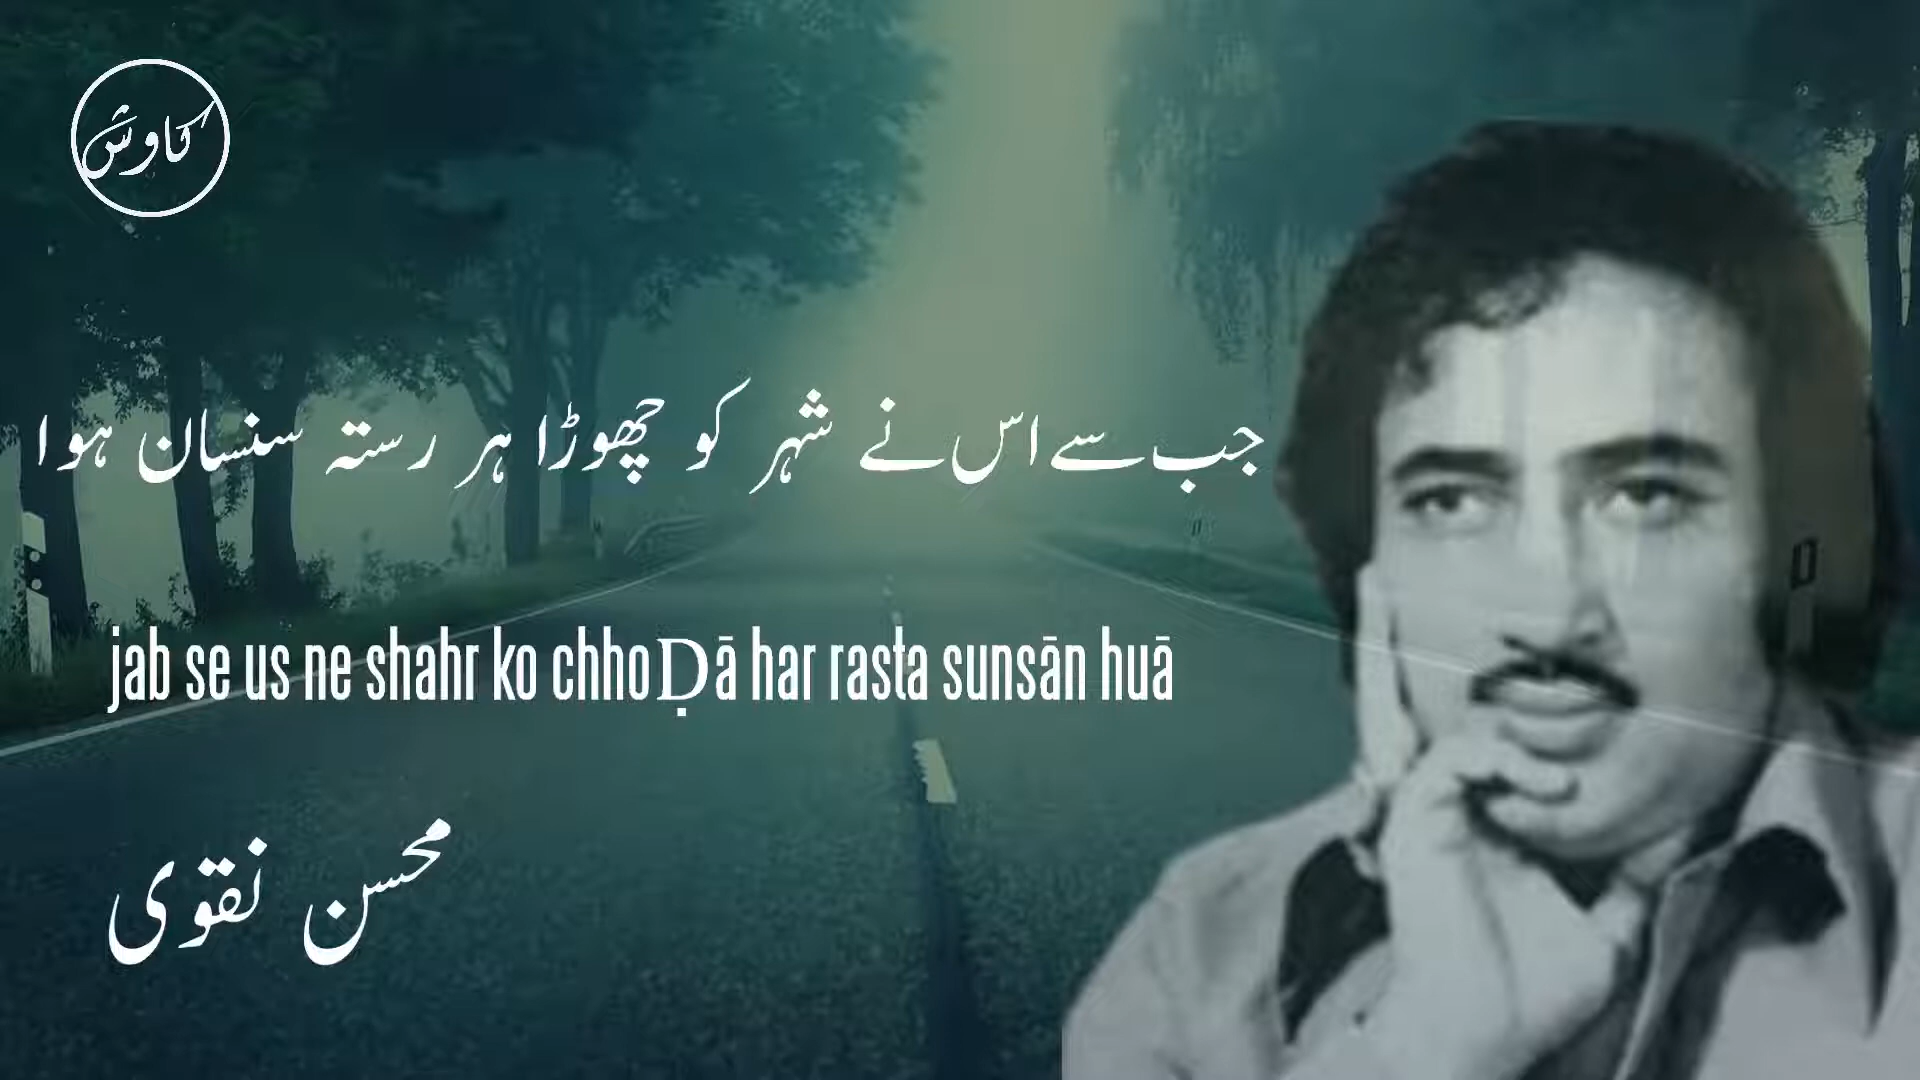 کاوش
جب سے اس نے شہر کو چھوڑا ہر رستہ سنسان ہوا
jab se us ne shahr ko chhoḌā har rasta sunsān huā
محسن نقوی